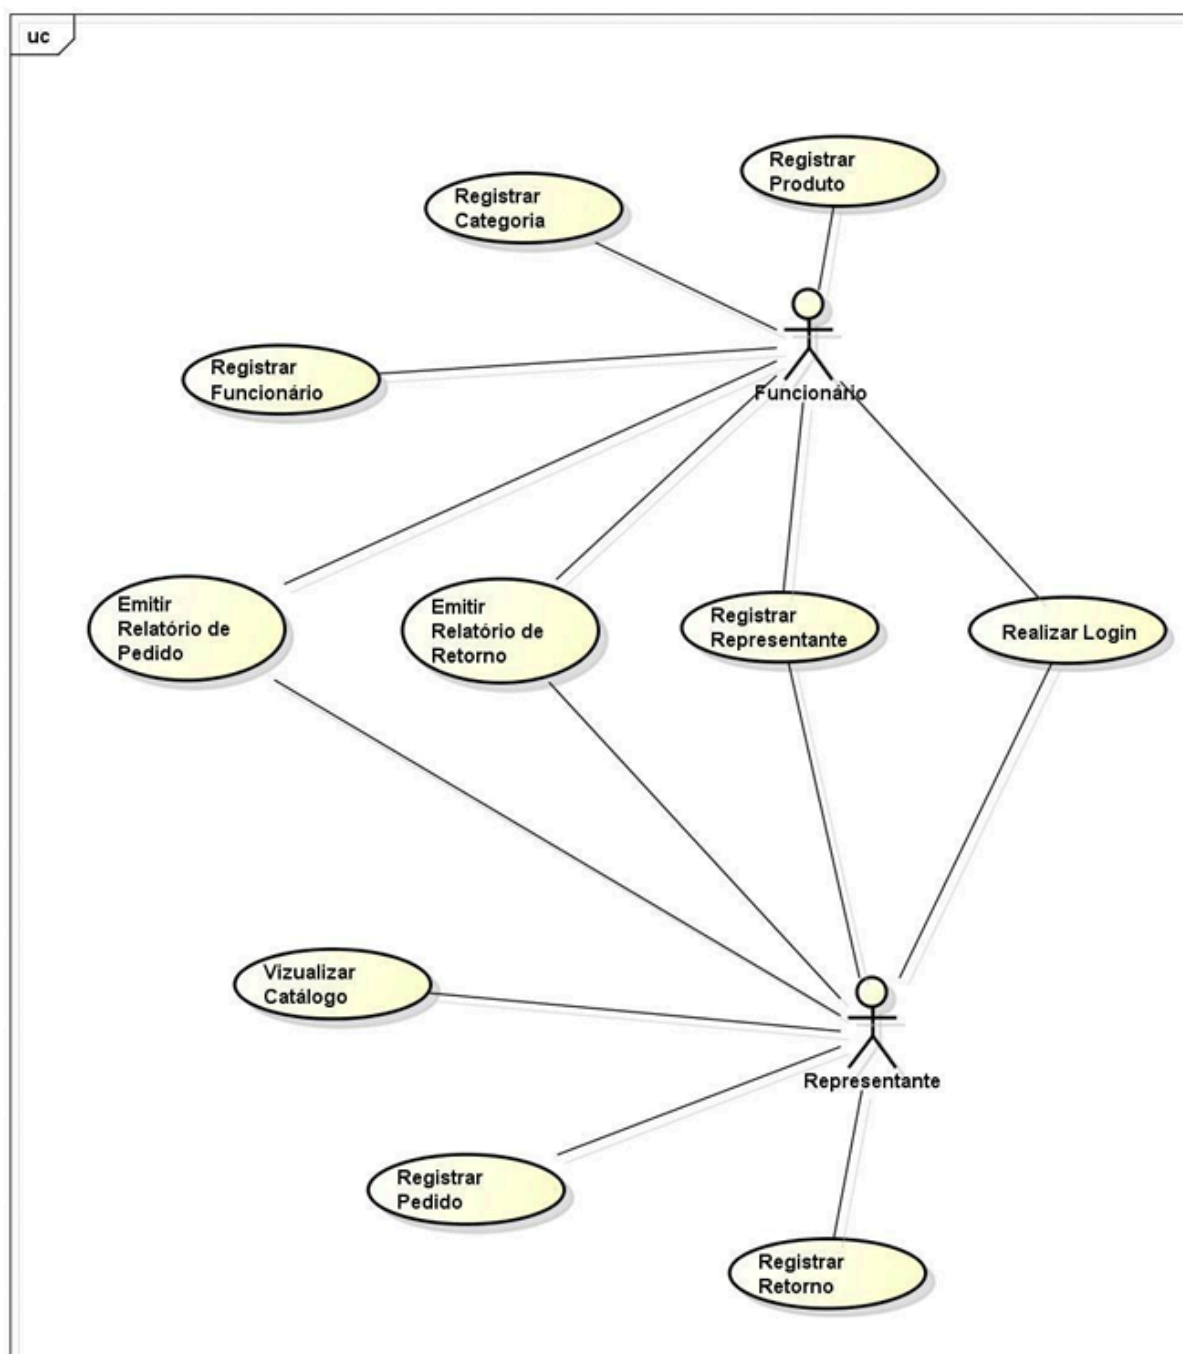 uc
Registrar
Produto
Registrar
Categoria
Registrar
Funcionário
Funcionário
Emitir
Relatório de
Pedido
Emitir
Relatório de
Retorno
Registrar
Representante
Realizar Login
Vizualizar
Catálogo
Representante
Registrar
Pedido
Registrar
Retorno